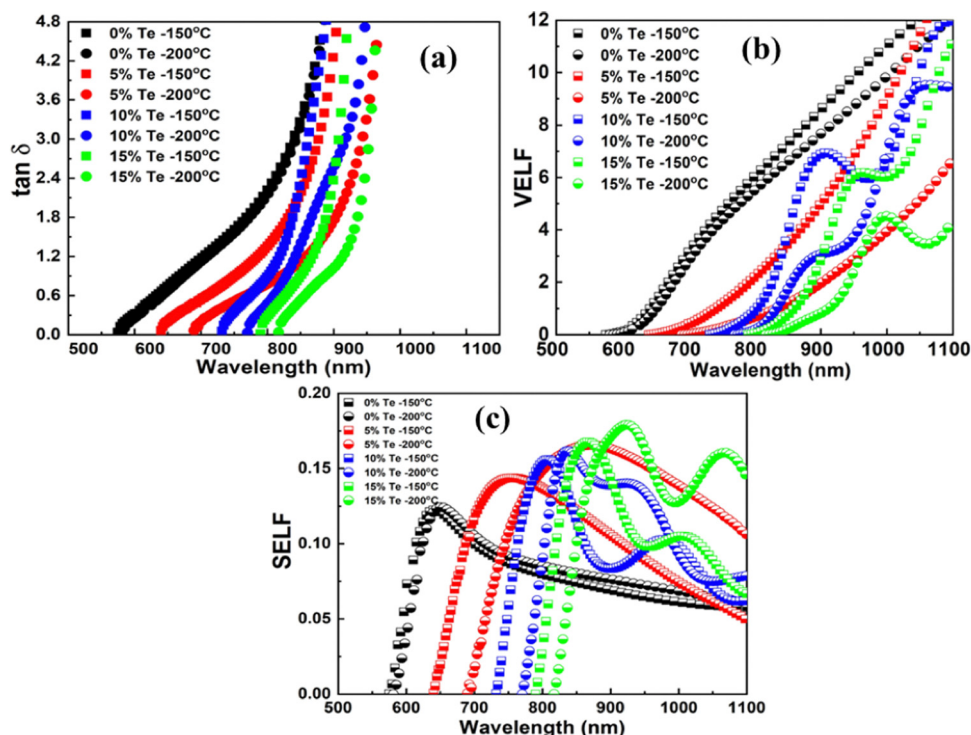 4.8
4.2
3.6
3.0
2.4
1.8
1.2
0.6
0.0
tan δ
0% Te -150°C
0% Te -200°C
5% Te -150°C
5% Te -200°C
10% Te -150°C
10% Te -200°C
15% Te -150°C
15% Te -200°C
(a)
500 600 700 800 900 1000 1100
Wavelength (nm)
12
10
8
6
4
2
0
VELF
0% Te -150°C
0% Te -200°C
5% Te -150°C
5% Te -200°C
10% Te -150°C
10% Te -200°C
15% Te -150°C
15% Te -200°C
(b)
500 600 700 800 900 1000 1100
Wavelength (nm)
0.20
0.15
0.10
0.05
0.00
SELF
0% Te -150°C
0% Te -200°C
5% Te -150°C
5% Te -200°C
10% Te -150°C
10% Te -200°C
15% Te -150°C
15% Te -200°C
(c)
500 600 700 800 900 1000 1100
Wavelength (nm)